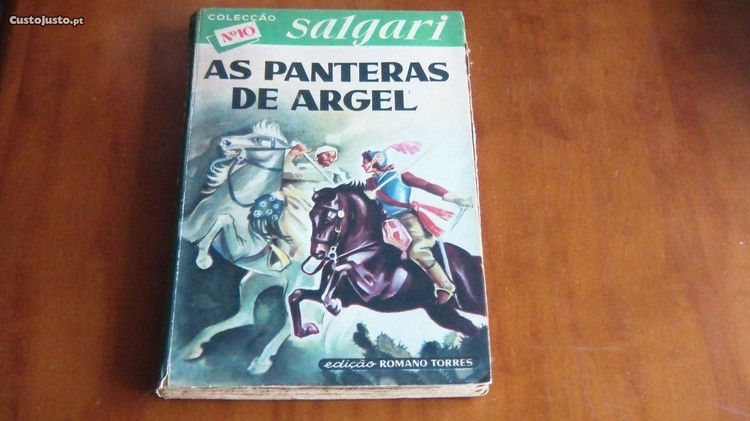 CustoJusto.pt
COLECÇÃO
Nº10
salgari
AS PANTERAS
DE ARGEL
edição ROMANO TORRES